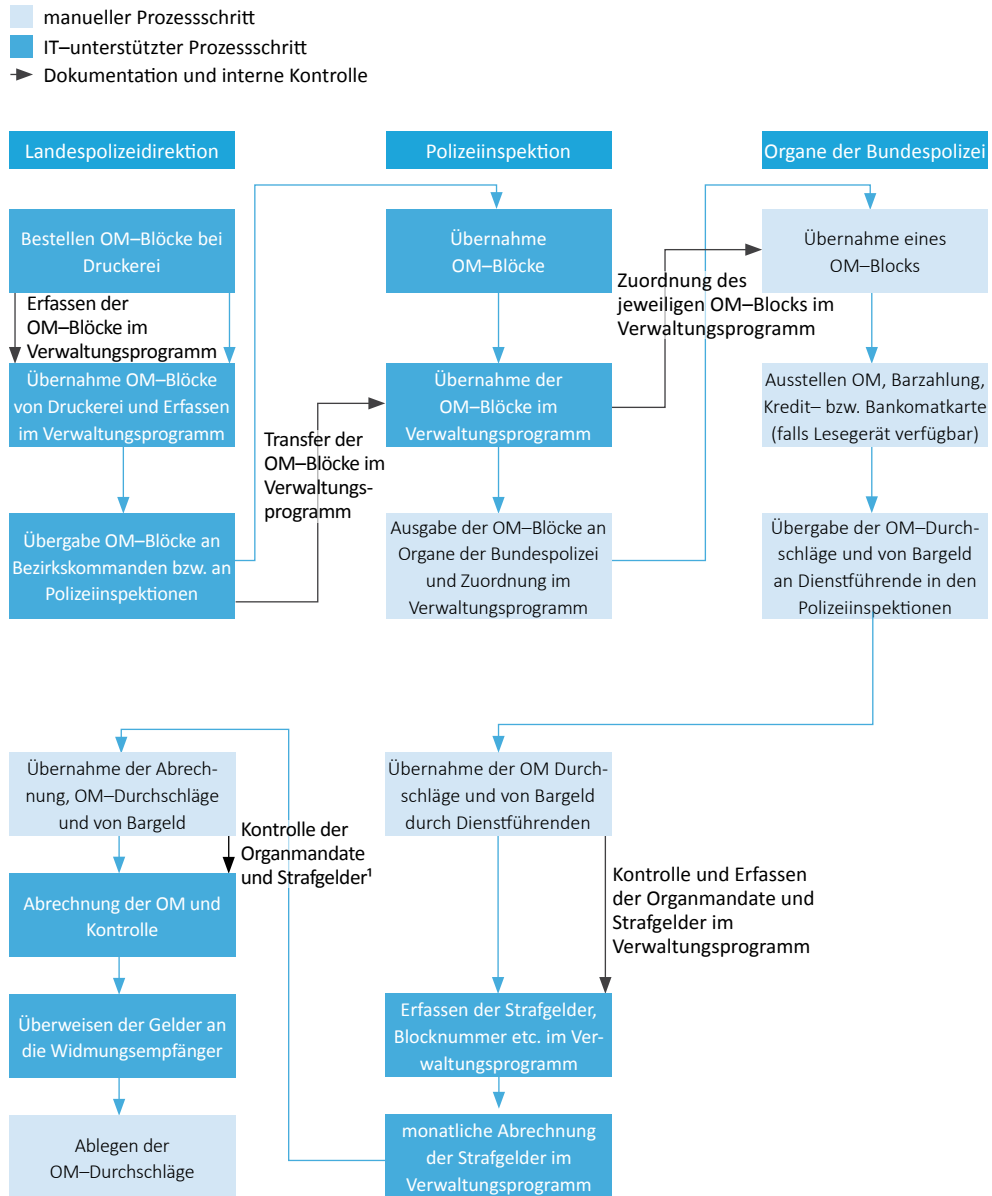 manueller Prozessschritt
IT–unterstützter Prozessschritt
Dokumentation und interne Kontrolle
Landespolizeidirektion
Polizeiinspektion
Organe der Bundespolizei
Bestellen OM–Blöcke bei
Druckerei
Übernahme
OM–Blöcke
Übernahme eines
OM–Blocks
Erfassen der
OM–Blöcke im
Verwaltungsprogramm
Zuordnung des
jeweiligen OM–Blocks im
Verwaltungsprogramm
Übernahme OM–Blöcke
von Druckerei und Erfassen
im Verwaltungsprogramm
Übernahme der
OM–Blöcke im
Verwaltungsprogramm
Ausstellen OM, Barzahlung,
Kredit– bzw. Bankomatkarte
(falls Lesegerät verfügbar)
Transfer der
OM–Blöcke im
Verwaltungs-
programm
Übergabe OM–Blöcke an
Bezirkskommanden bzw. an
Polizeiinspektionen
Ausgabe der OM–Blöcke an
Organe der Bundespolizei
und Zuordnung im
Verwaltungsprogramm
Übergabe der OM–Durch-
schläge und von Bargeld
an Dienstführende in den
Polizeiinspektionen
Übernahme der Abrech-
nung, OM–Durchschläge
und von Bargeld
Übernahme der OM Durch-
schläge und von Bargeld
durch Dienstführenden
Kontrolle der
Organmandate
und Strafgelder¹
Kontrolle und Erfassen
der Organmandate und
Strafgelder im
Verwaltungsprogramm
Abrechnung der OM und
Kontrolle
Überweisen der Gelder an
die Widmungsempfänger
Erfassen der Strafgelder,
Blocknummer etc. im Ver-
waltungsprogramm
Ablegen der
OM–Durchschläge
monatliche Abrechnung
der Strafgelder im
Verwaltungsprogramm